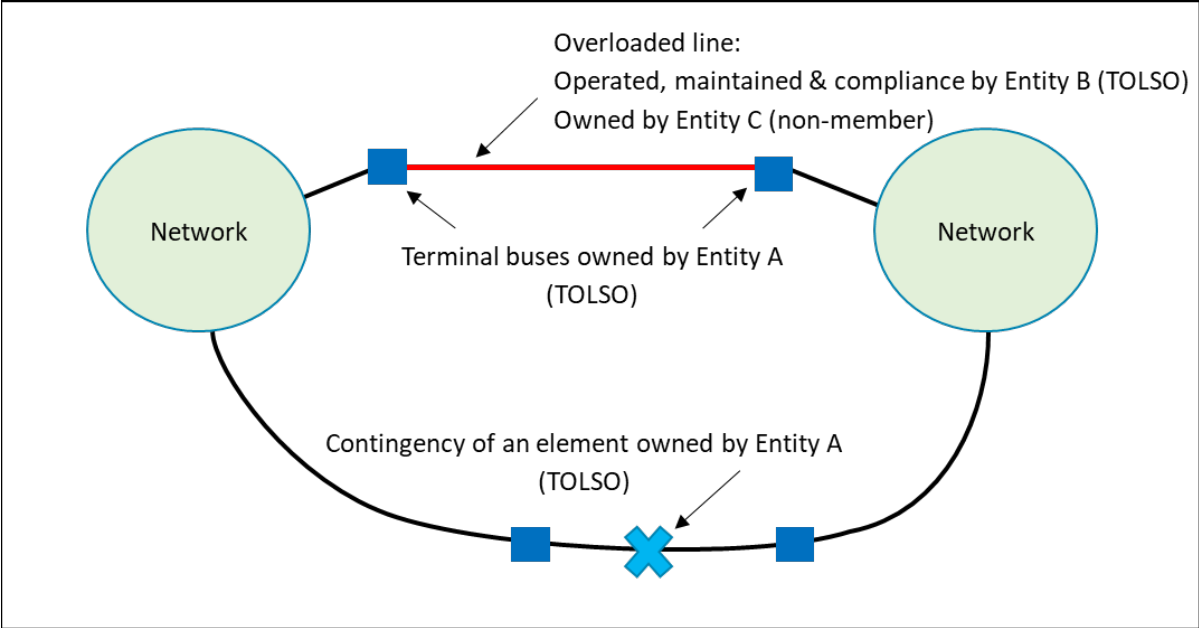 Overloaded line:
Operated, maintained & compliance by Entity B (TOLSO)
Owned by Entity C (non-member)
Network
Network
Terminal buses owned by Entity A
(TOLSO)
Contingency of an element owned by Entity A
(TOLSO)